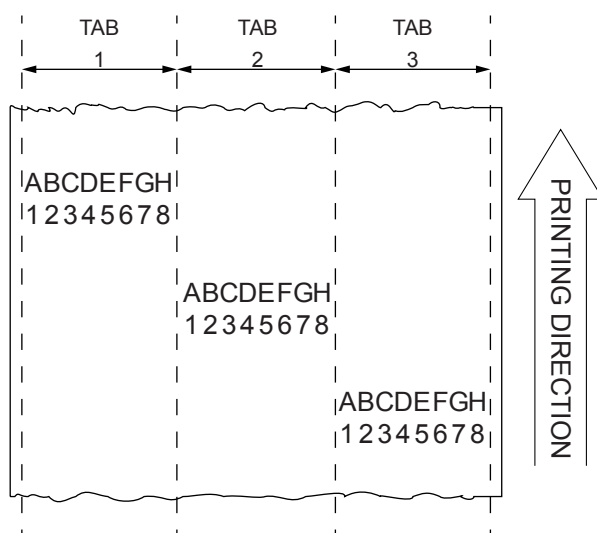 TAB
1
TAB
2
TAB
3
ABCDEFGH
12345678
ABCDEFGH
12345678
ABCDEFGH
12345678
PRINTING DIRECTION